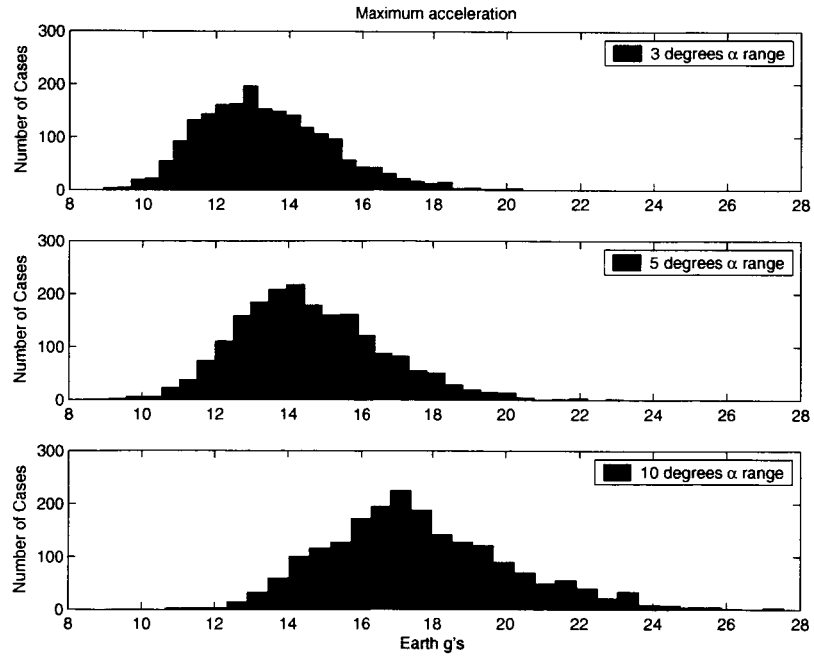 Maximum acceleration
300
200
100
0
Number of Cases
3 degrees α range
8 10 12 14 16 18 20 22 24 26 28
300
200
100
0
Number of Cases
5 degrees α range
8 10 12 14 16 18 20 22 24 26 28
300
200
100
0
Number of Cases
10 degrees α range
8 10 12 14 16 18 20 22 24 26 28
Earth g's